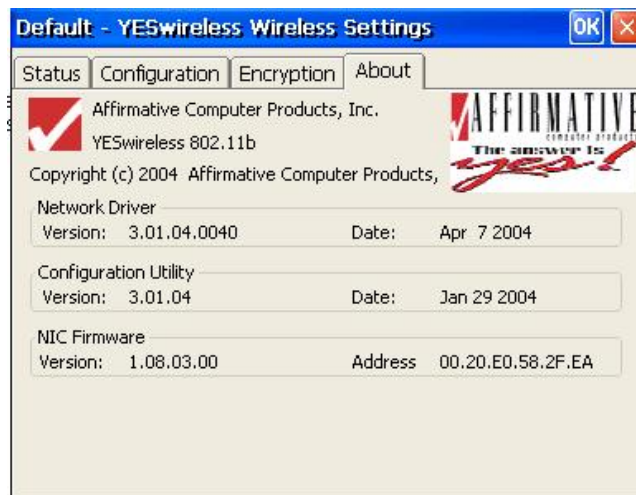 Default - YESwireless Wireless Settings OK
Status Configuration Encryption About
Affirmative Computer Products, Inc.
YESwireless 802.11b
AFFIRMATIVE
computer products
The answer is
yes!
Copyright (c) 2004 Affirmative Computer Products,
Network Driver
Version: 3.01.04.0040 Date: Apr 7 2004
Configuration Utility
Version: 3.01.04 Date: Jan 29 2004
NIC Firmware
Version: 1.08.03.00 Address 00.20.E0.58.2F.EA